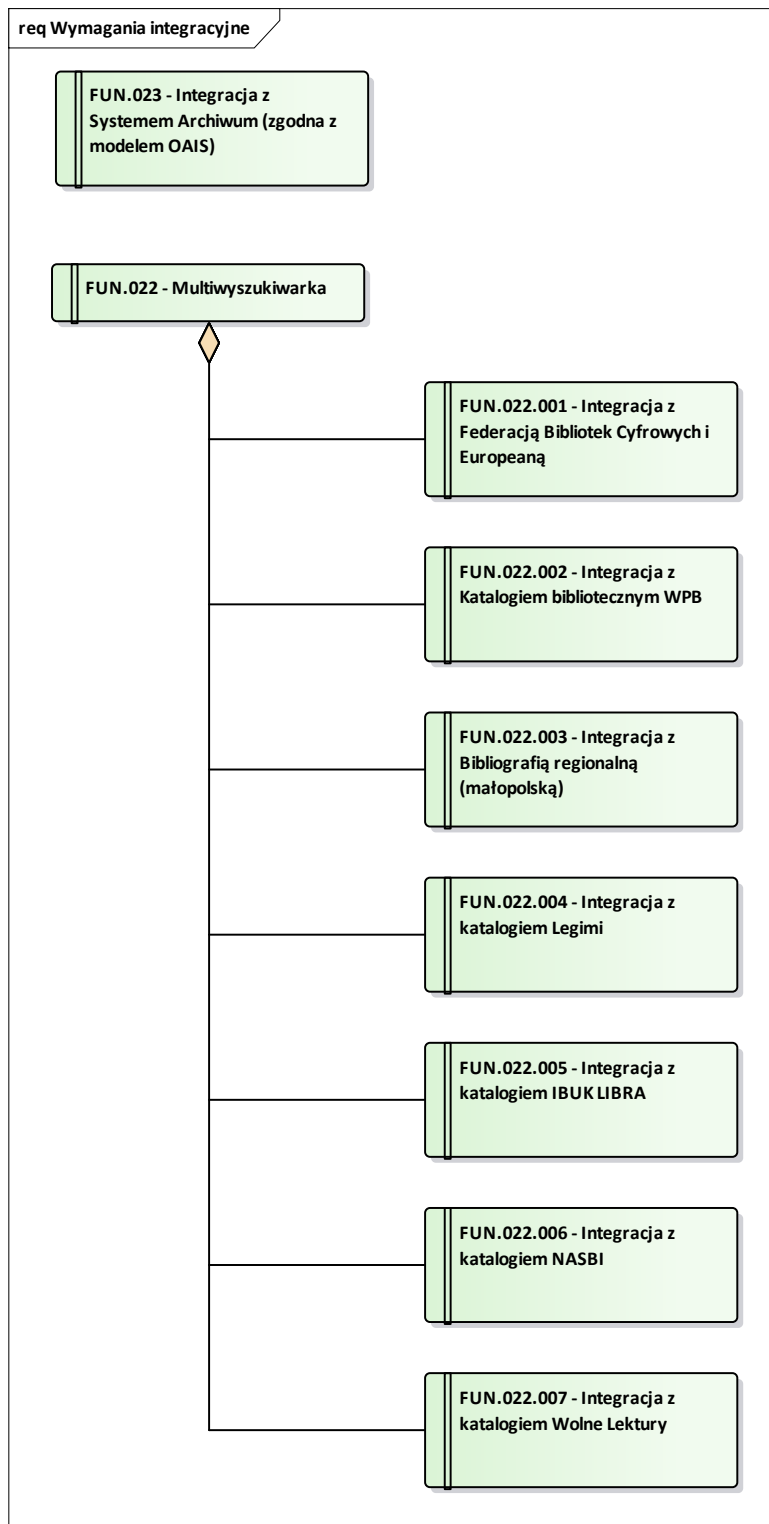 req Wymagania integracyjne
FUN.023 - Integracja z
Systemem Archiwum (zgodna z
modelem OAIS)
FUN.022 - Multiwyszukiwarka
FUN.022.001 - Integracja z
Federacją Bibliotek Cyfrowych i
Europeaną
FUN.022.002 - Integracja z
Katalogiem bibliotecznym WPB
FUN.022.003 - Integracja z
Bibliografią regionalną
(małopolską)
FUN.022.004 - Integracja z
katalogiem Legimi
FUN.022.005 - Integracja z
katalogiem IBUK LIBRA
FUN.022.006 - Integracja z
katalogiem NASBI
FUN.022.007 - Integracja z
katalogiem Wolne Lektury